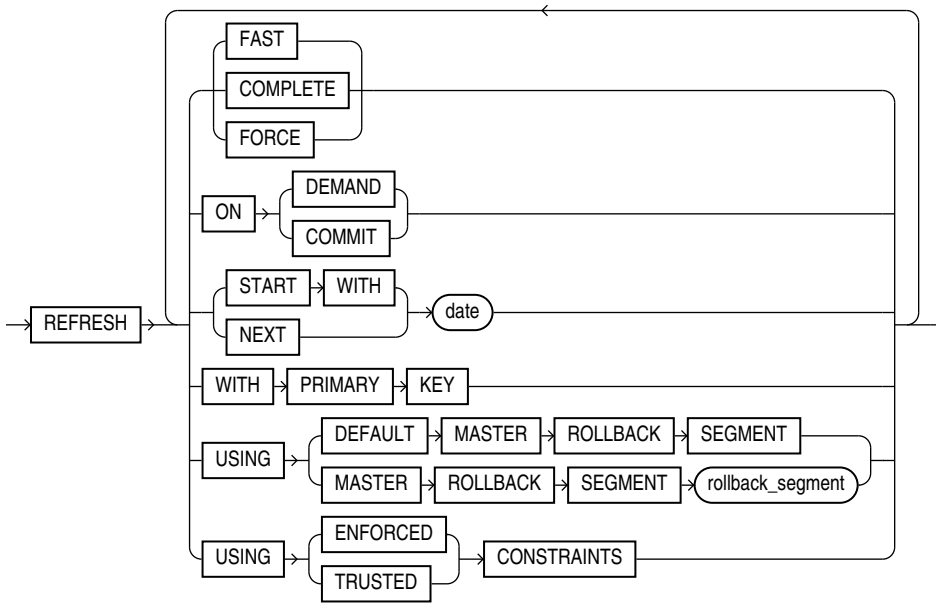 FAST
COMPLETE
FORCE
ON DEMAND
COMMIT
START WITH
NEXT
date
REFRESH
WITH PRIMARY KEY
USING DEFAULT MASTER ROLLBACK SEGMENT
MASTER ROLLBACK SEGMENT rollback_segment
USING ENFORCED
TRUSTED
CONSTRAINTS